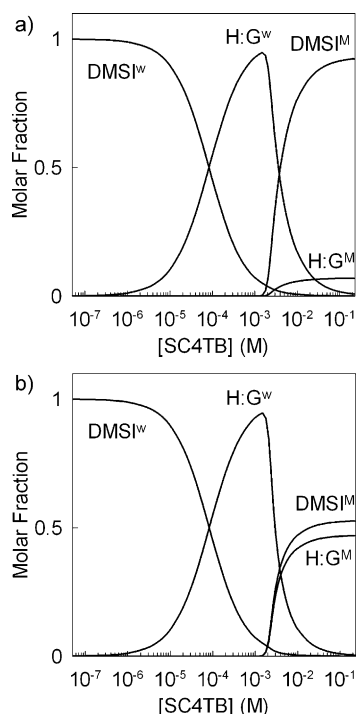 a)
H:Gᵂ
DMSIᴹ
DMSIᵂ
1
0.5
0
Molar Fraction
H:Gᴹ
10⁻⁷ 10⁻⁶ 10⁻⁵ 10⁻⁴ 10⁻³ 10⁻² 10⁻¹
[SC4TB] (M)
b)
H:Gᵂ
DMSIᵂ
1
DMSIᴹ
0.5
H:Gᴹ
0
Molar Fraction
10⁻⁷ 10⁻⁶ 10⁻⁵ 10⁻⁴ 10⁻³ 10⁻² 10⁻¹
[SC4TB] (M)